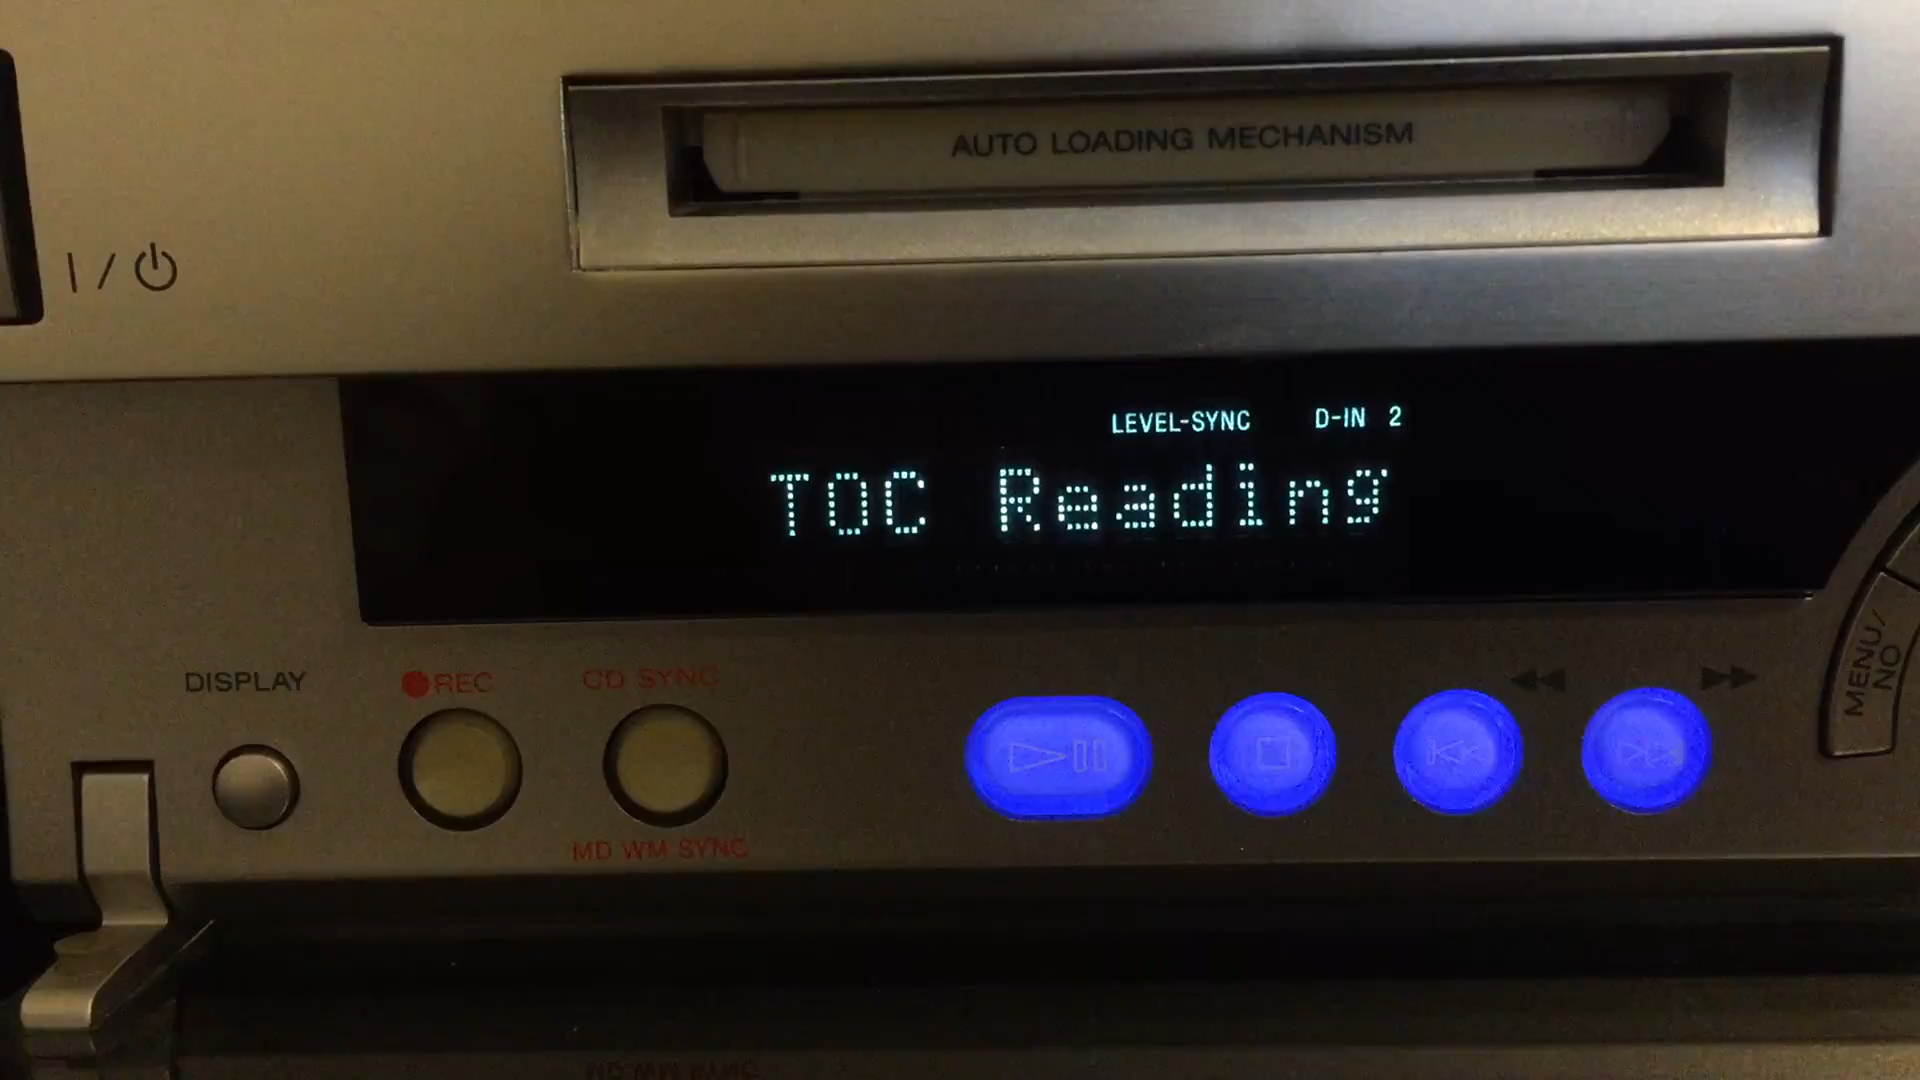 AUTO LOADING MECHANISM
I/
LEVEL-SYNC D-IN 2
TOC Reading
DISPLAY
REC
CD SYNC
MENU/
NO
MD WM SYNC